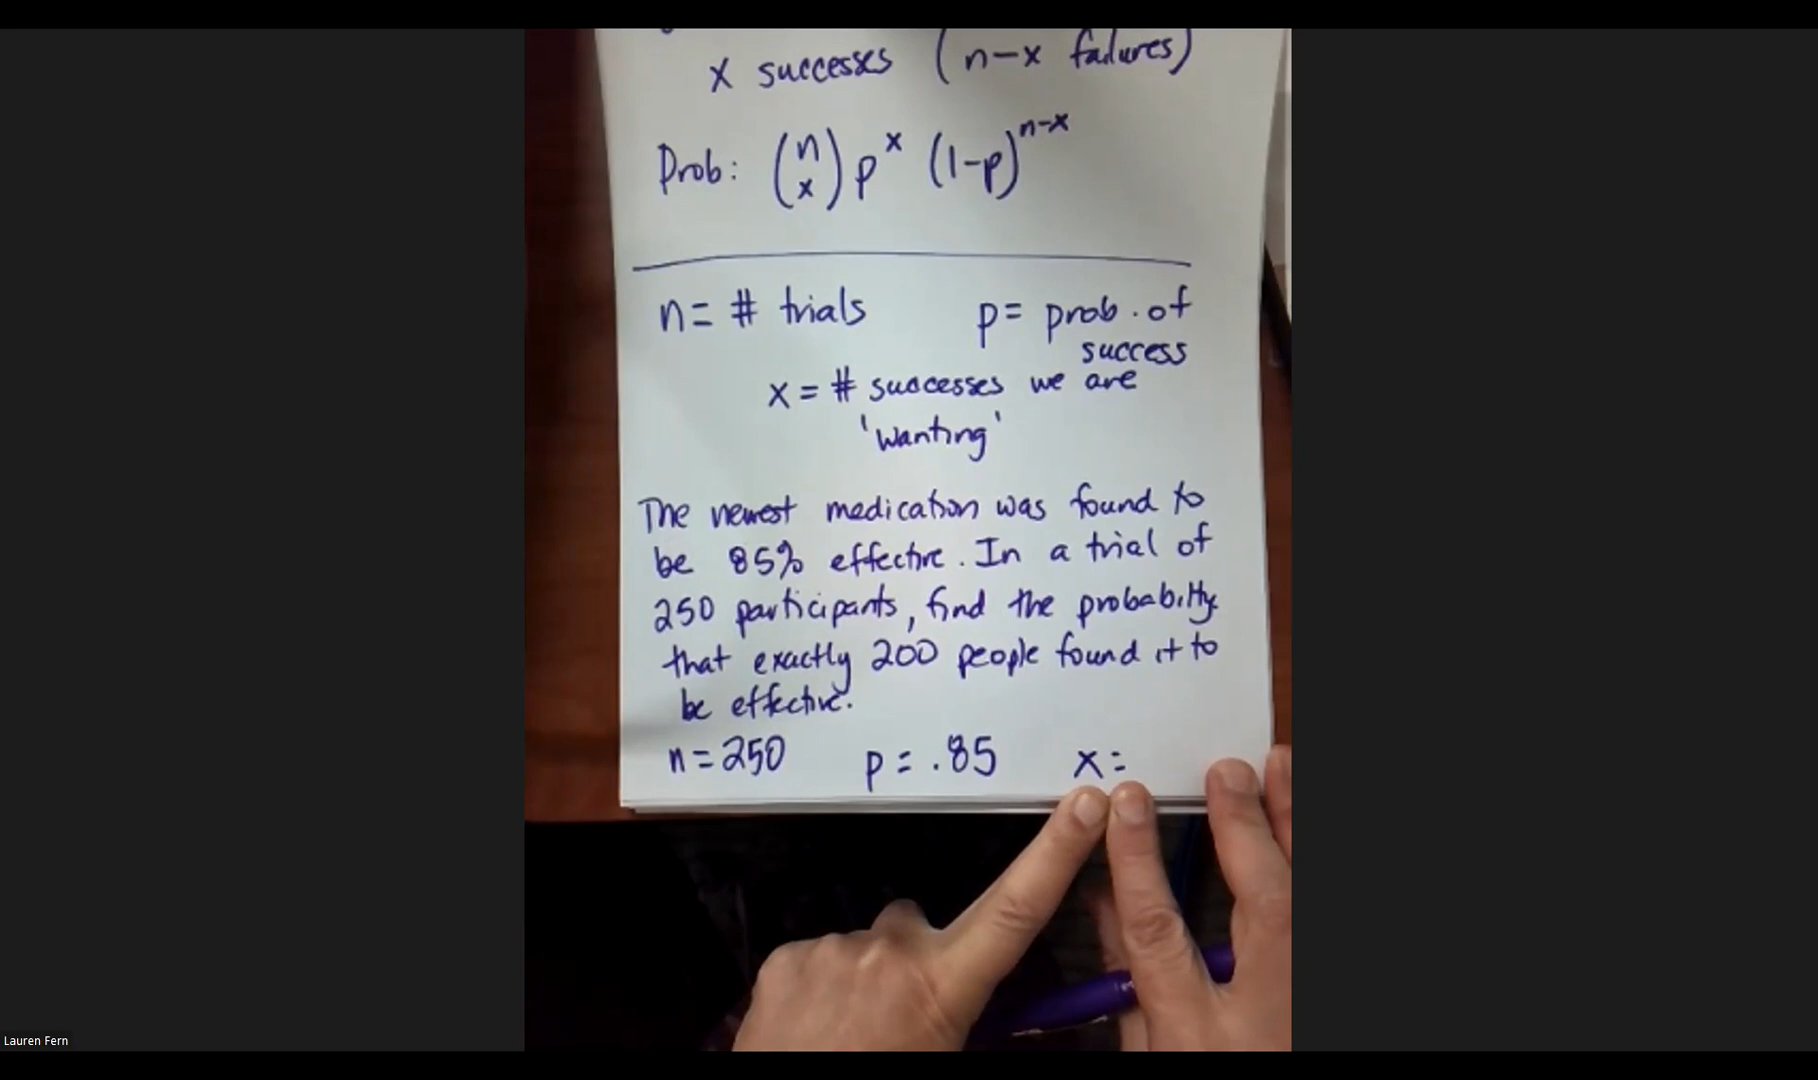 x successes (n-x failures)
Prob: (n x) p^x (1-p)^n-x
n = # trials p = prob. of
success
x = # successes we are
'wanting'
The newest medication was found to
be 85% effective. In a trial of
250 participants, find the probability
that exactly 200 people found it to
be effective.
n = 250 p = .85 x =
Lauren Fern